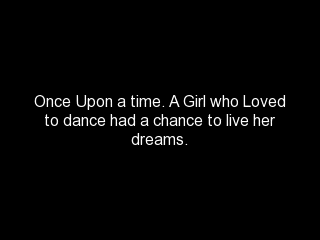 Once Upon a time. A Girl who Loved
to dance had a chance to live her
dreams.